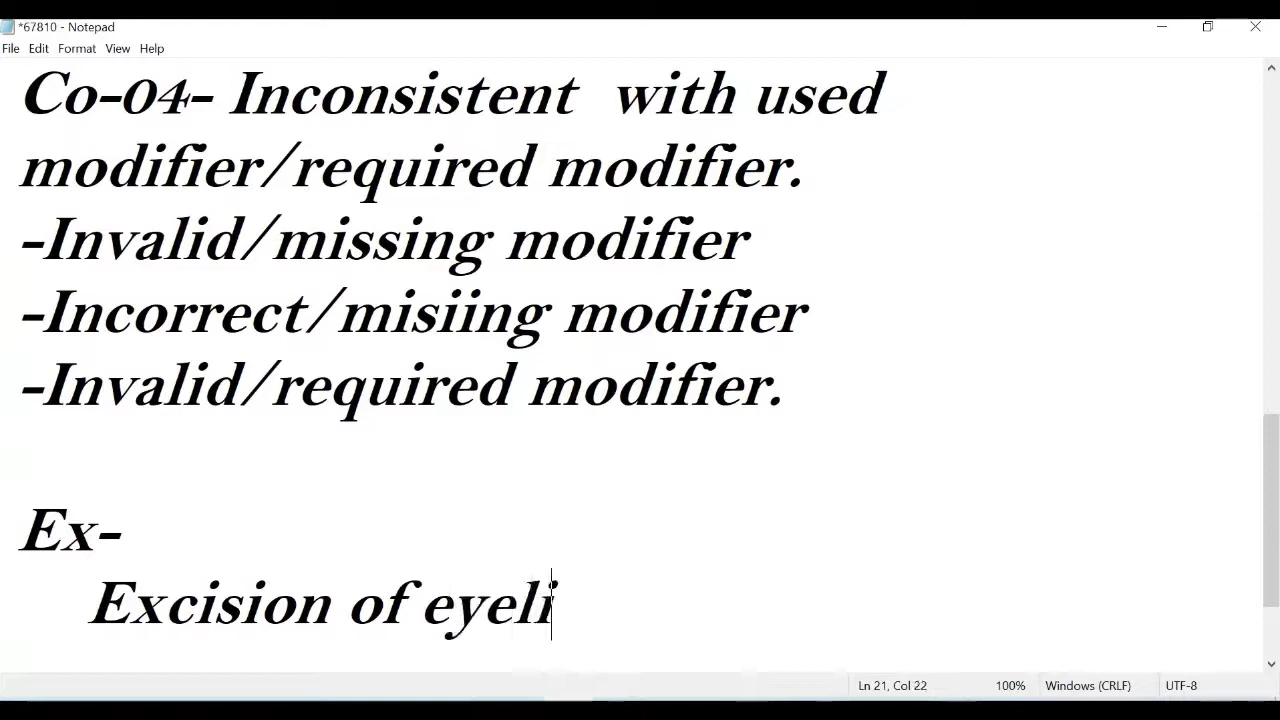 *67810 - Notepad
File Edit Format View Help
Co-04- Inconsistent  with used
modifier/required modifier.
-Invalid/missing modifier
-Incorrect/misiing modifier
-Invalid/required modifier.
Ex-
Excision of eyeli
Ln 21, Col 22 100% Windows (CRLF) UTF-8